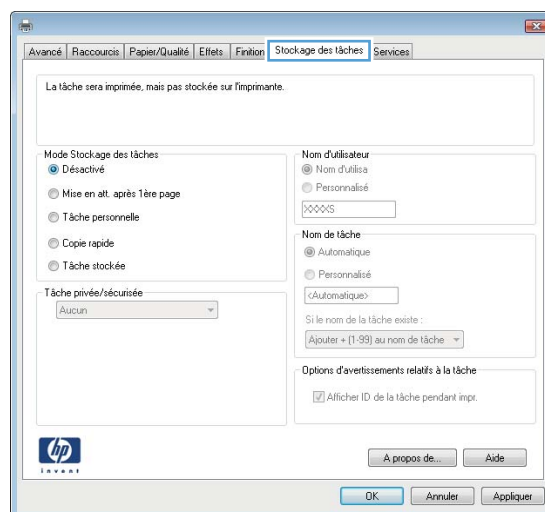 Avancé Raccourcis Papier/Qualité Effets Finition Stockage des tâches Services
La tâche sera imprimée, mais pas stockée sur l'imprimante.
Mode Stockage des tâches
Désactivé
Mise en att. après 1ère page
Tâche personnelle
Copie rapide
Tâche stockée
Tâche privée/sécurisée
Aucun
Nom d'utilisateur
Nom d'utilisa
Personnalisé
XXXXS
Nom de tâche
Automatique
Personnalisé
<Automatique>
Si le nom de la tâche existe :
Ajouter + (1-99) au nom de tâche
Options d'avertissements relatifs à la tâche
Afficher ID de la tâche pendant impr.
hp
invent
A propos de... Aide
OK Annuler Appliquer